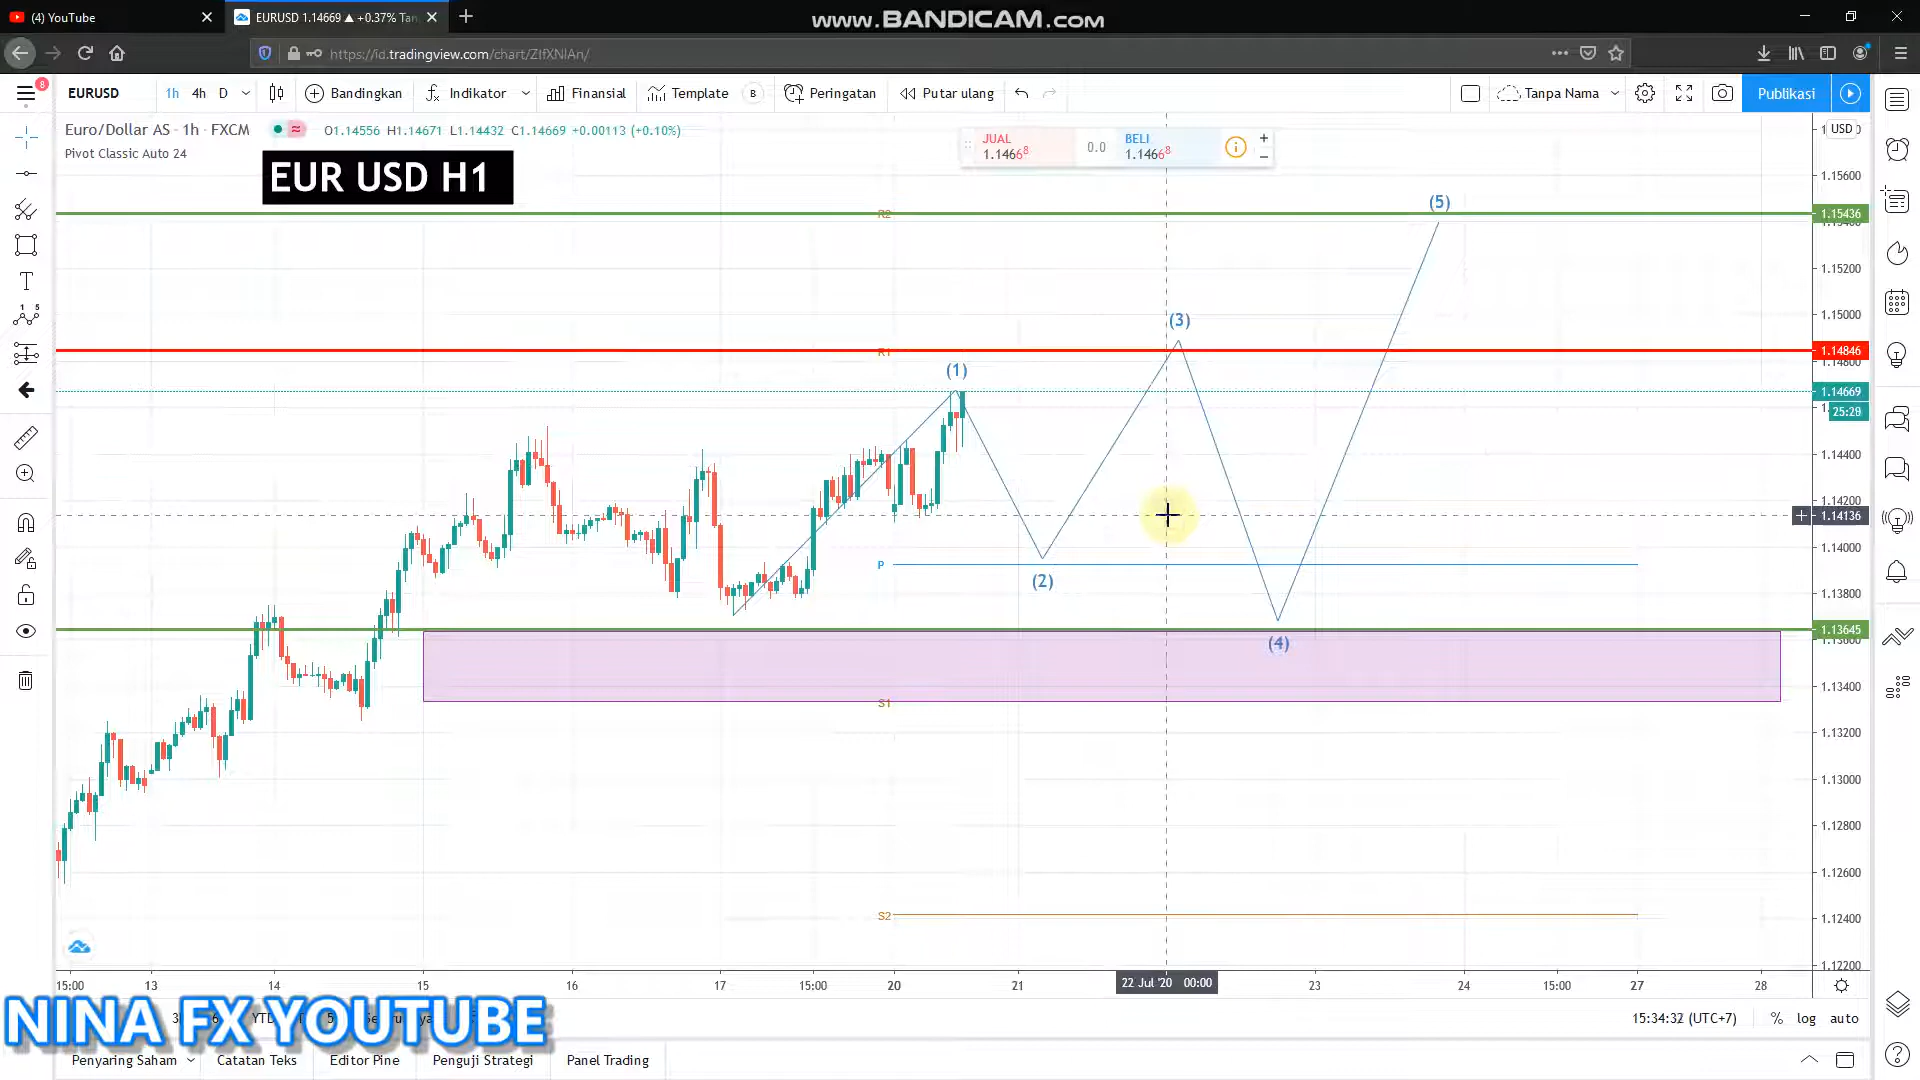 (4) YouTube
EURUSD 1.14669 ▲ +0.37% Tan
WWW.BANDICAM.COM
https://id.tradingview.com/chart/ZIfXNlAn/
8
EURUSD
1h
4h
D
Bandingkan
Indikator
Finansial
Template
B
Peringatan
Putar ulang
Tanpa Nama
Publikasi
Euro/Dollar AS - 1h - FXCM
O1.14556 H1.14671 L1.14432 C1.14669 +0.00113 (+0.10%)
Pivot Classic Auto 24
EUR USD H1
JUAL
1.14668
0.0
BELI
1.14668
USD
1.15600
(5)
R2
1.15436
1.15200
1.15000
(3)
R1
1.14846
(1)
1.14669
25:29
1.14400
1.14200
1.14136
1.14000
P
(2)
1.13800
1.13645
(4)
1.13400
S1
1.13200
1.13000
1.12800
1.12600
S2
1.12400
1.12200
15:00
13
14
15
16
17
15:00
20
21
22 Jul '20 00:00
23
24
15:00
27
28
NINA FX YOUTUBE
15:34:32 (UTC+7)
%
log
auto
Penyaring Saham
Catatan Teks
Editor Pine
Penguji Strategi
Panel Trading